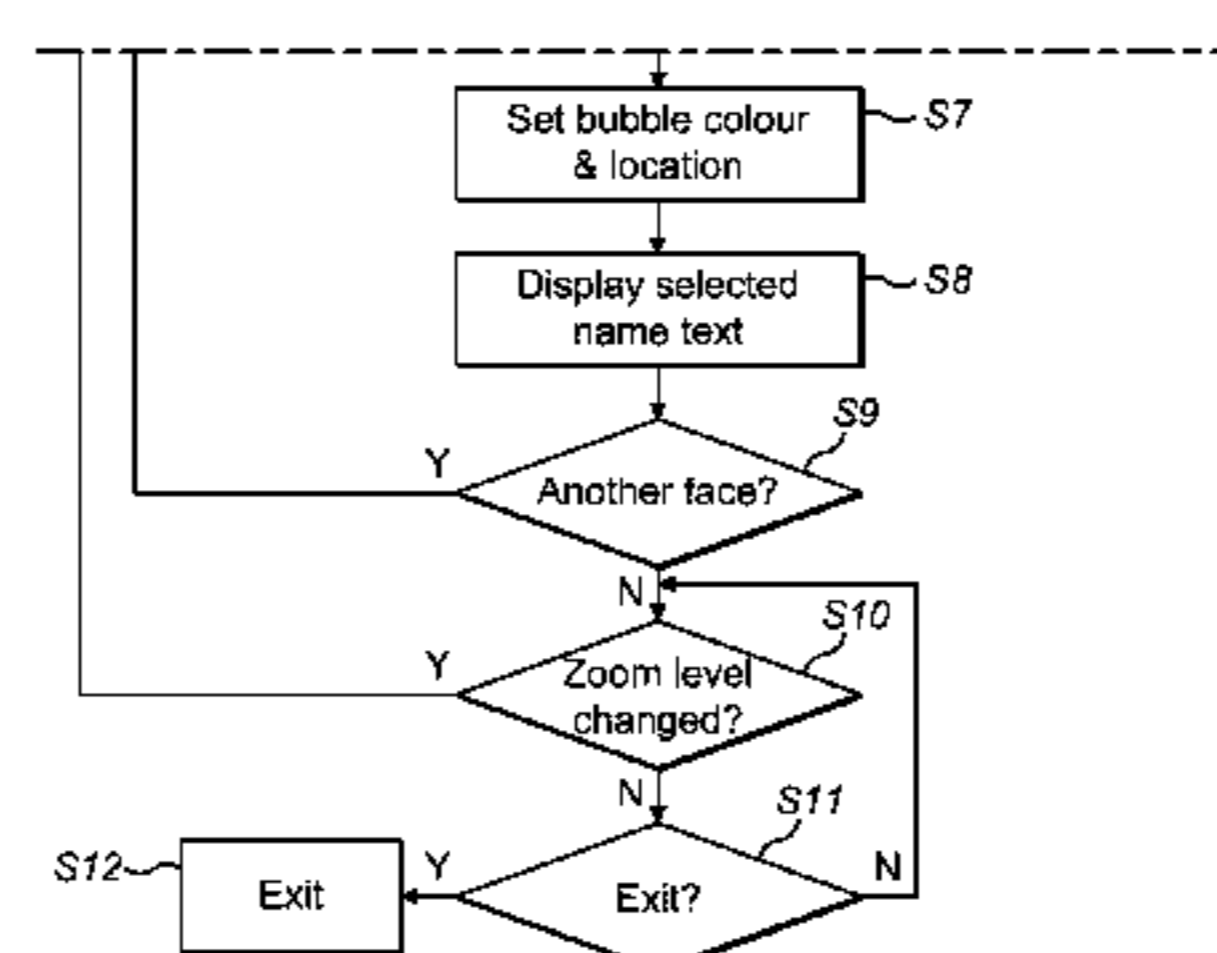 Set bubble colour
& location
S7
Display selected
name text
S8
S9
Y
Another face?
N
S10
Y
Zoom level
changed?
N
S11
S12
Exit
Y
Exit?
N